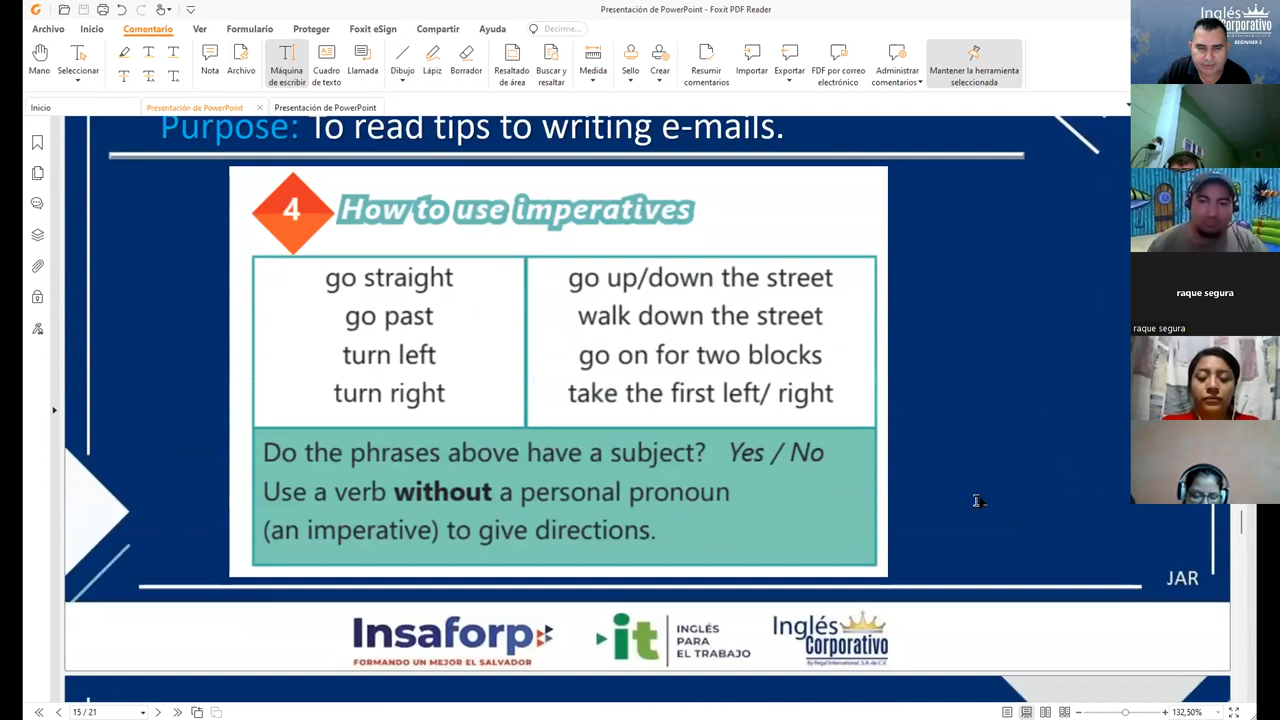 Presentación de PowerPoint - Foxit PDF Reader
Archivo Inicio Comentario Ver Formulario Proteger Foxit eSign Compartir Ayuda Decirme...
Mano Seleccionar Nota Archivo Máquina de escribir Cuadro de texto Llamada Dibujo Lápiz Borrador Resaltado de área Buscar y resaltar Medida Sello Crear Resumir comentarios Importar Exportar PDF por correo electrónico Administrar comentarios Mantener la herramienta seleccionada
Inicio Presentación de PowerPoint Presentación de PowerPoint
Purpose: To read tips to writing e-mails.
4 How to use imperatives
go straight
go past
turn left
turn right
go up/down the street
walk down the street
go on for two blocks
take the first left/ right
Do the phrases above have a subject? Yes / No
Use a verb without a personal pronoun
(an imperative) to give directions.
JAR
Insaforp
FORMANDO UN MEJOR EL SALVADOR
it
INGLÉS
PARA
EL TRABAJO
Inglés
Corporativo
By Regal International, S.A. de C.V.
15 / 21
132,50%
Inglés
Corporativo
BEGINNER 2
raque segura
raque segura